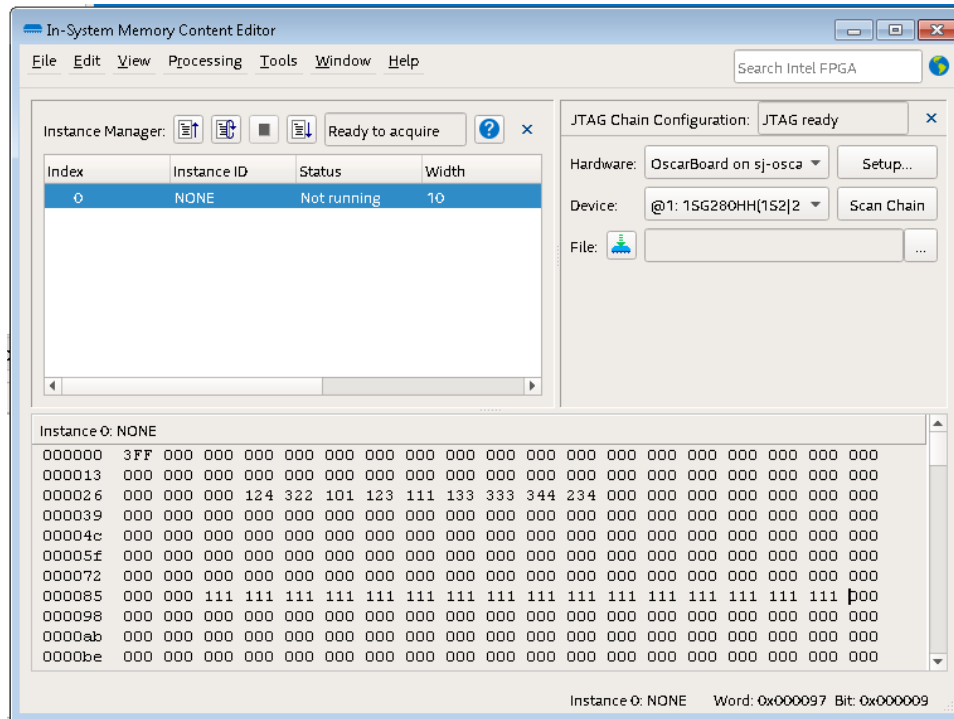 In-System Memory Content Editor
File Edit View Processing Tools Window Help
Search Intel FPGA
Instance Manager: Ready to acquire
JTAG Chain Configuration: JTAG ready
Index Instance ID Status Width
0 NONE Not running 10
Hardware: OscarBoard on sj-osca Setup...
Device: @1: 1SG280HH(1S2|2 Scan Chain
File: ...
Instance 0: NONE
000000 3FF 000 000 000 000 000 000 000 000 000 000 000 000 000 000 000 000 000 000
000013 000 000 000 000 000 000 000 000 000 000 000 000 000 000 000 000 000 000 000
000026 000 000 000 124 322 101 123 111 133 333 344 234 000 000 000 000 000 000 000
000039 000 000 000 000 000 000 000 000 000 000 000 000 000 000 000 000 000 000 000
00004c 000 000 000 000 000 000 000 000 000 000 000 000 000 000 000 000 000 000 000
00005f 000 000 000 000 000 000 000 000 000 000 000 000 000 000 000 000 000 000 000
000072 000 000 000 000 000 000 000 000 000 000 000 000 000 000 000 000 000 000 000
000085 000 000 111 111 111 111 111 111 111 111 111 111 111 111 111 111 111 111 000
000098 000 000 000 000 000 000 000 000 000 000 000 000 000 000 000 000 000 000 000
0000ab 000 000 000 000 000 000 000 000 000 000 000 000 000 000 000 000 000 000 000
0000be 000 000 000 000 000 000 000 000 000 000 000 000 000 000 000 000 000 000 000
Instance 0: NONE Word: 0x000097 Bit: 0x000009